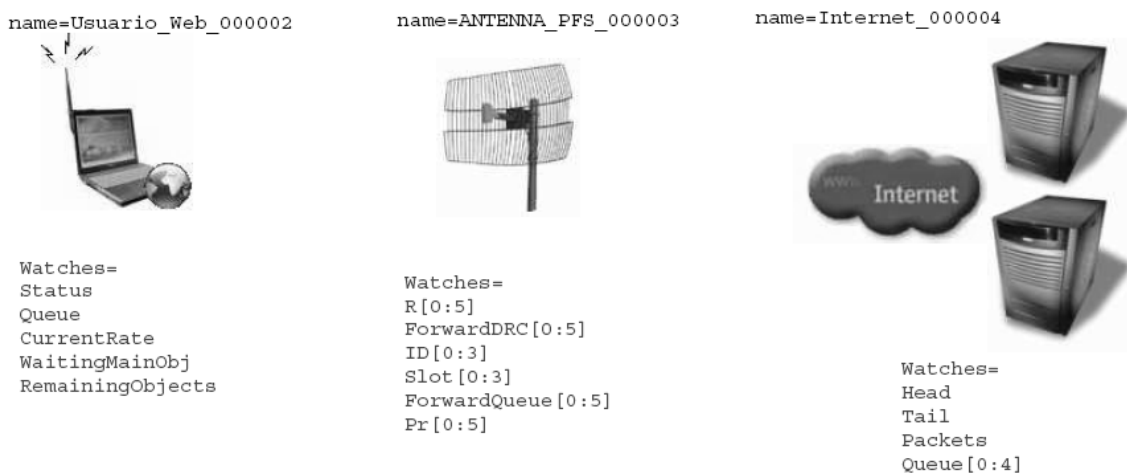 name=Usuario_Web_000002
Watches=
Status
Queue
CurrentRate
WaitingMainObj
RemainingObjects
name=ANTENNA_PFS_000003
Watches=
R[0:5]
ForwardDRC[0:5]
ID[0:3]
Slot[0:3]
ForwardQueue[0:5]
Pr[0:5]
name=Internet_000004
Internet
Watches=
Head
Tail
Packets
Queue[0:4]